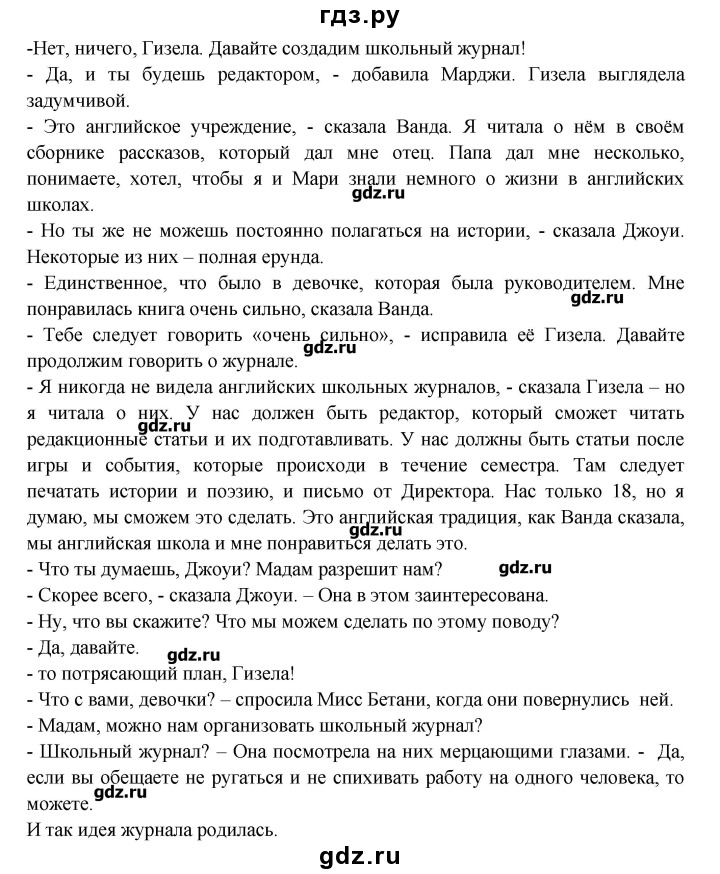 гдз.ру
-Нет, ничего, Гизела. Давайте создадим школьный журнал!
- Да, и ты будешь редактором, - добавила Марджи. Гизела выглядела
задумчивой.
- Это английское учреждение, - сказала Ванда. Я читала о нём в своём
сборнике рассказов, который дал мне отец. Папа дал мне несколько,
понимаете, хотел, чтобы я и Мари знали немного о жизни в английских
школах.
gdz.ru
- Но ты же не можешь постоянно полагаться на истории, - сказала Джоуи.
Некоторые из них – полная ерунда.
- Единственное, что было в девочке, которая была руководителем. Мне
gdz.ru
понравилась книга очень сильно, сказала Ванда.
- Тебе следует говорить «очень сильно», - исправила её Гизела. Давайте
gdz.ru
продолжим говорить о журнале.
- Я никогда не видела английских школьных журналов, - сказала Гизела – но
я читала о них. У нас должен быть редактор, который сможет читать
gdz.ru
редакционные статьи и их подготавливать. У нас должны быть статьи после
игры и события, которые происходи в течение семестра. Там следует
печатать истории и поэзию, и письмо от Директора. Нас только 18, но я
думаю, мы сможем это сделать. Это английская традиция, как Ванда сказала,
gdz.ru
мы английская школа и мне понравиться делать это.
- Что ты думаешь, Джоуи? Мадам разрешит нам?
gdz.ru
- Скорее всего, - сказала Джоуи. – Она в этом заинтересована.
- Ну, что вы скажите? Что мы можем сделать по этому поводу?
- Да, давайте.
gdz.ru
- то потрясающий план, Гизела!
- Что с вами, девочки? – спросила Мисс Бетани, когда они повернулись  ней.
- Мадам, можно нам организовать школьный журнал?
- Школьный журнал? – Она посмотрела на них мерцающими глазами. -  Да,
если вы обещаете не ругаться и не спихивать работу на одного человека, то
можете.
gdz.ru
И так идея журнала родилась.
gdz.ru